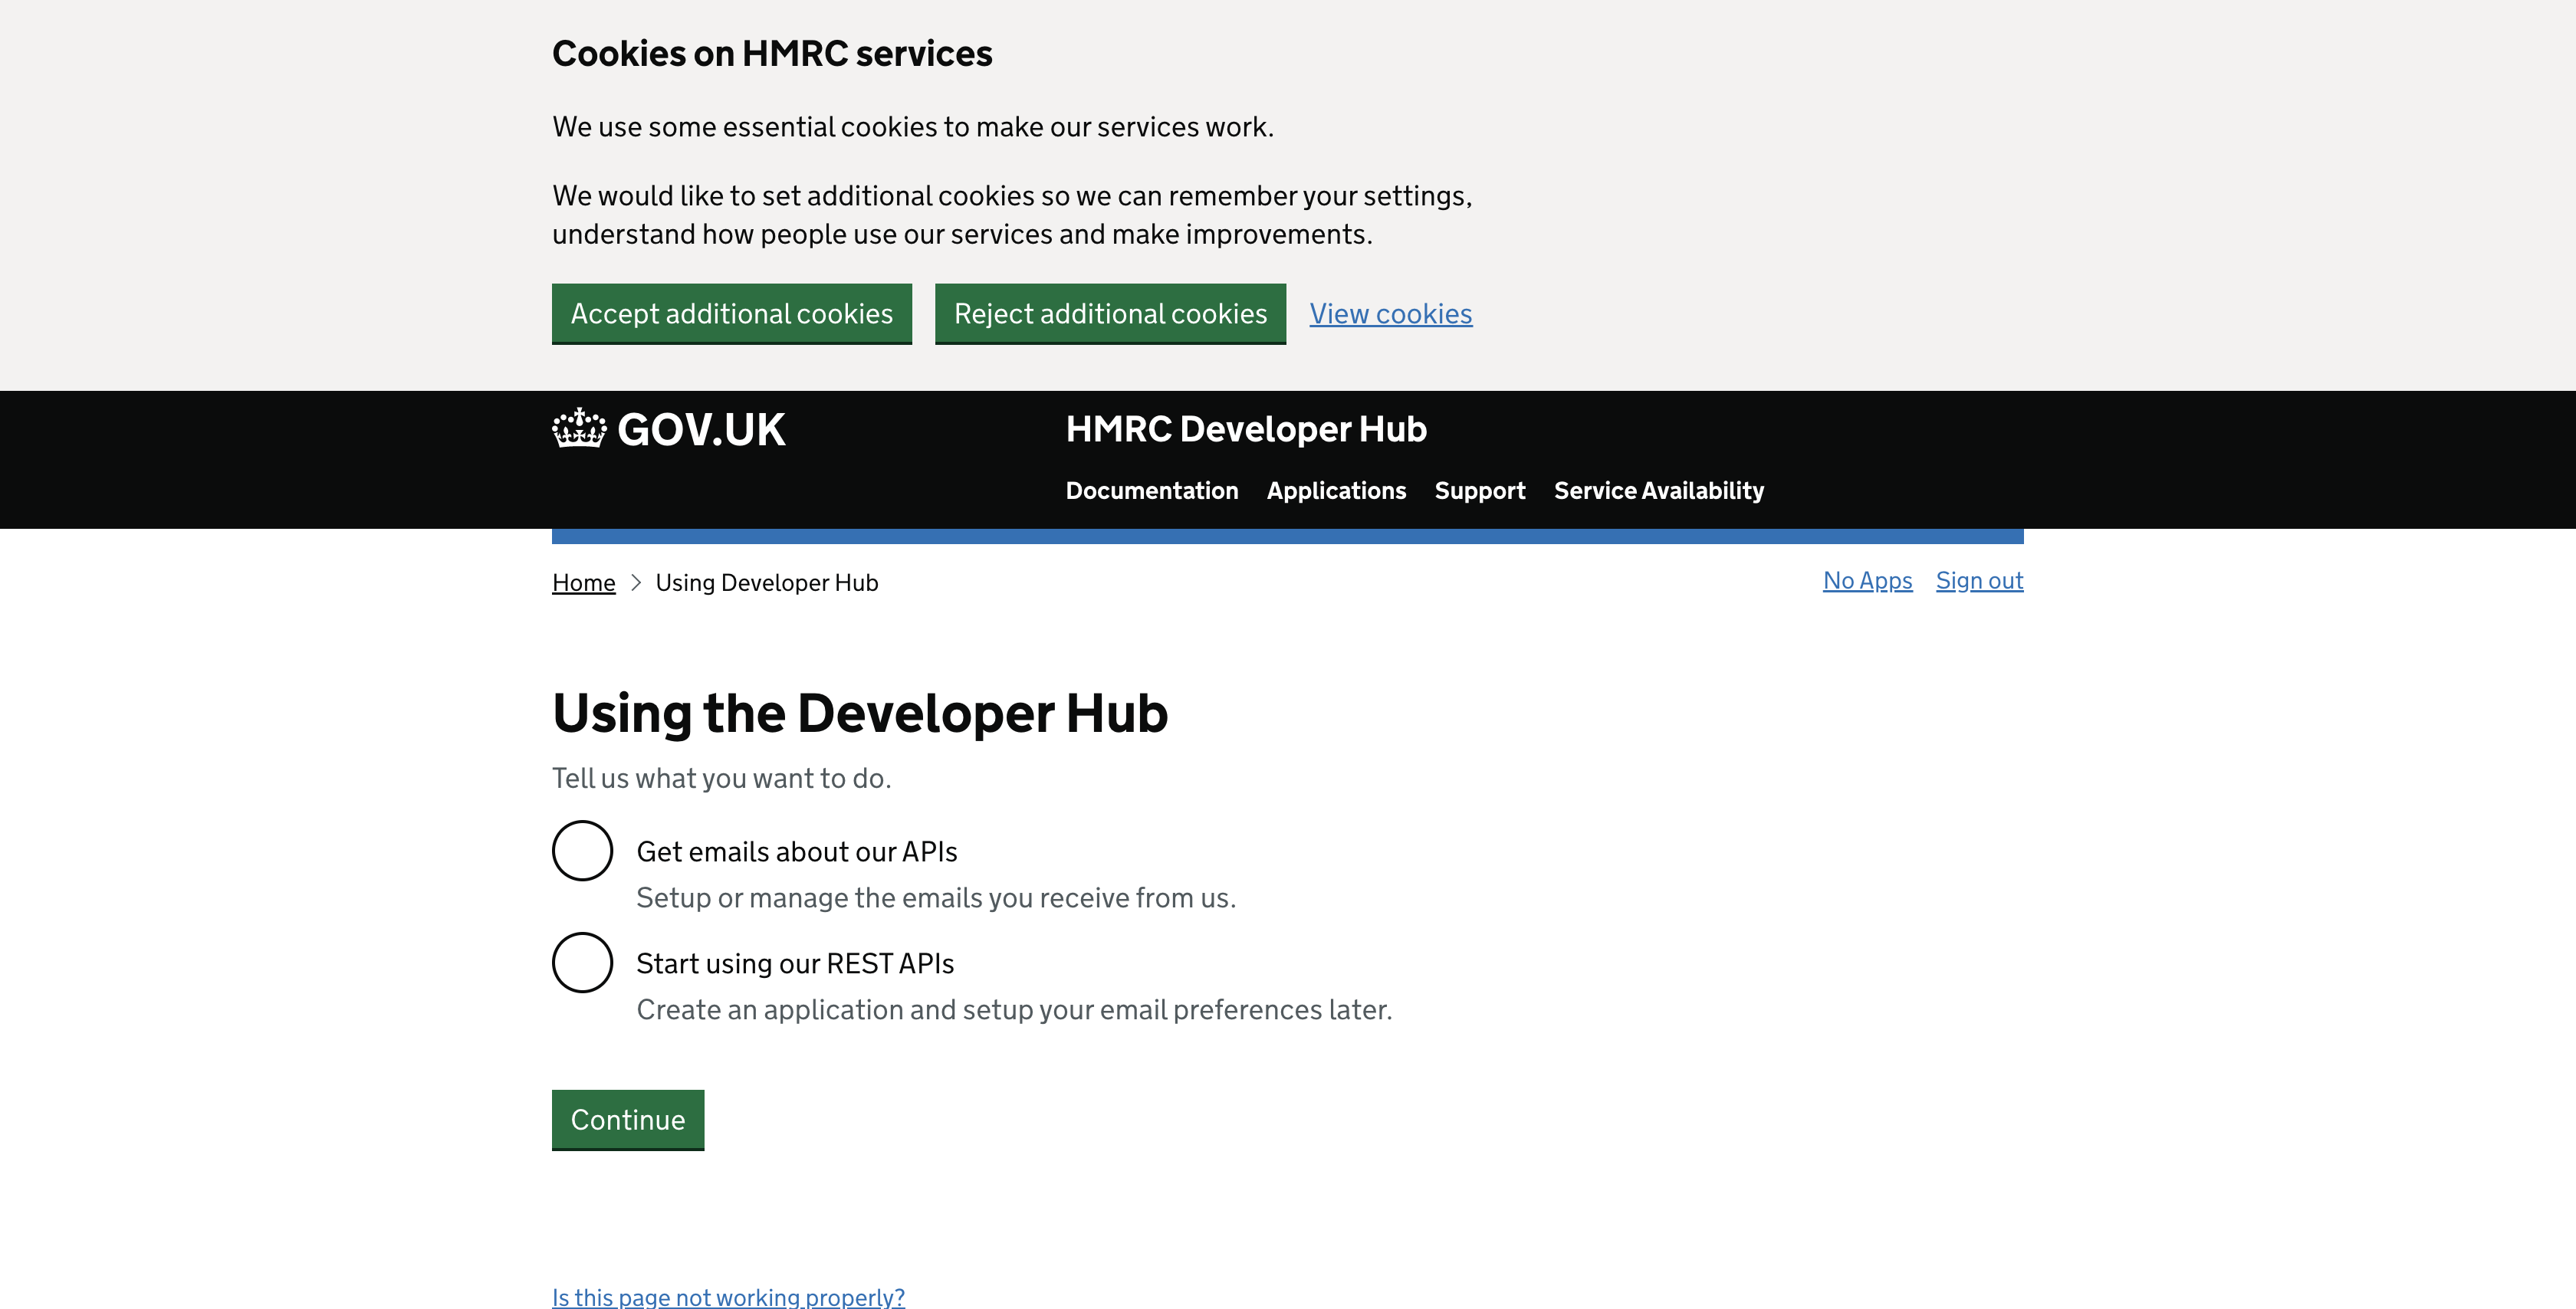 Cookies on HMRC services
We use some essential cookies to make our services work.
We would like to set additional cookies so we can remember your settings,
understand how people use our services and make improvements.
Accept additional cookies Reject additional cookies View cookies
GOV.UK HMRC Developer Hub
Documentation Applications Support Service Availability
Home Using Developer Hub No Apps Sign out
Using the Developer Hub
Tell us what you want to do.
Get emails about our APIs
Setup or manage the emails you receive from us.
Start using our REST APIs
Create an application and setup your email preferences later.
Continue
Is this page not working properly?